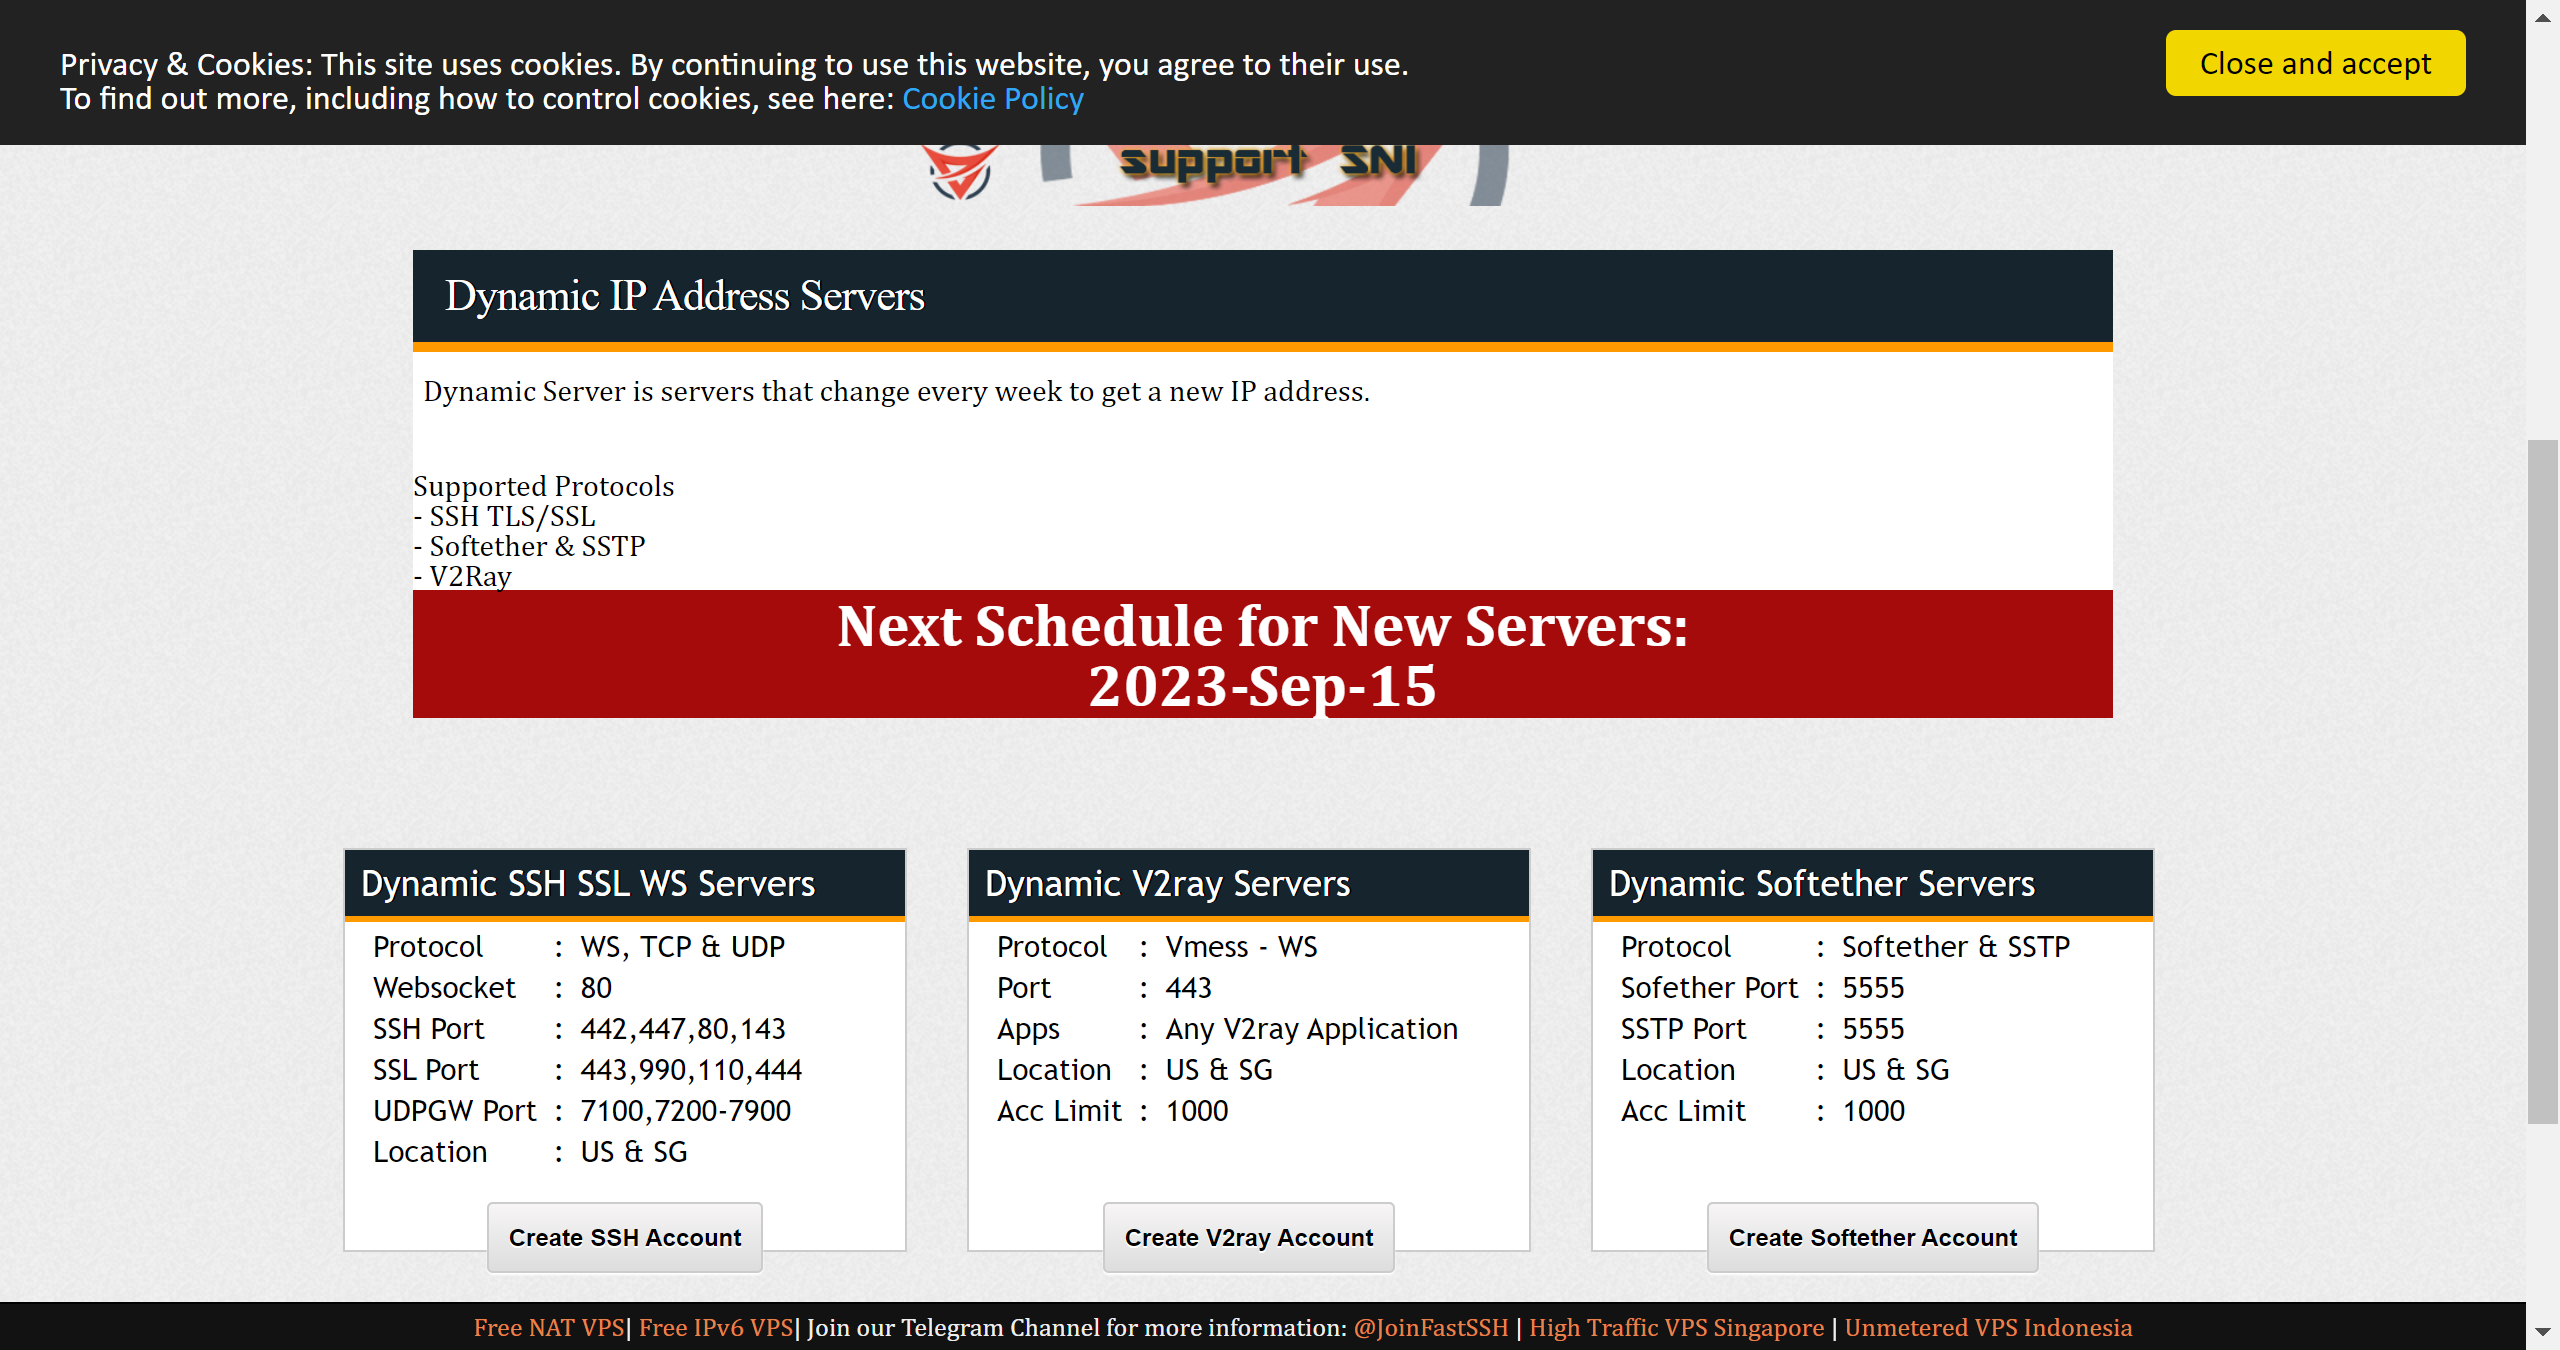 Privacy & Cookies: This site uses cookies. By continuing to use this website, you agree to their use.
To find out more, including how to control cookies, see here: Cookie Policy
Close and accept
support SNI
Dynamic IP Address Servers
Dynamic Server is servers that change every week to get a new IP address.
Supported Protocols
- SSH TLS/SSL
- Softether & SSTP
- V2Ray
Next Schedule for New Servers:
2023-Sep-15
Dynamic SSH SSL WS Servers
Protocol : WS, TCP & UDP
Websocket : 80
SSH Port : 442,447,80,143
SSL Port : 443,990,110,444
UDPGW Port : 7100,7200-7900
Location : US & SG
Create SSH Account
Dynamic V2ray Servers
Protocol : Vmess - WS
Port : 443
Apps : Any V2ray Application
Location : US & SG
Acc Limit : 1000
Create V2ray Account
Dynamic Softether Servers
Protocol : Softether & SSTP
Sofether Port : 5555
SSTP Port : 5555
Location : US & SG
Acc Limit : 1000
Create Softether Account
Free NAT VPS| Free IPv6 VPS| Join our Telegram Channel for more information: @JoinFastSSH | High Traffic VPS Singapore | Unmetered VPS Indonesia